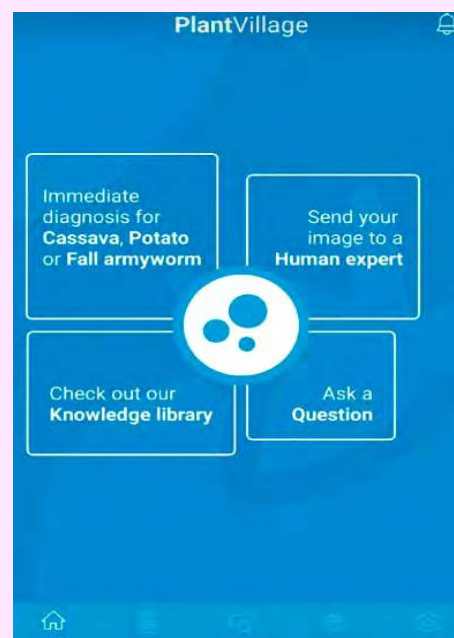 PlantVillage
Immediate
diagnosis for
Cassava, Potato
or Fall armyworm
Send your
image to a
Human expert
Check out our
Knowledge library
Ask a
Question